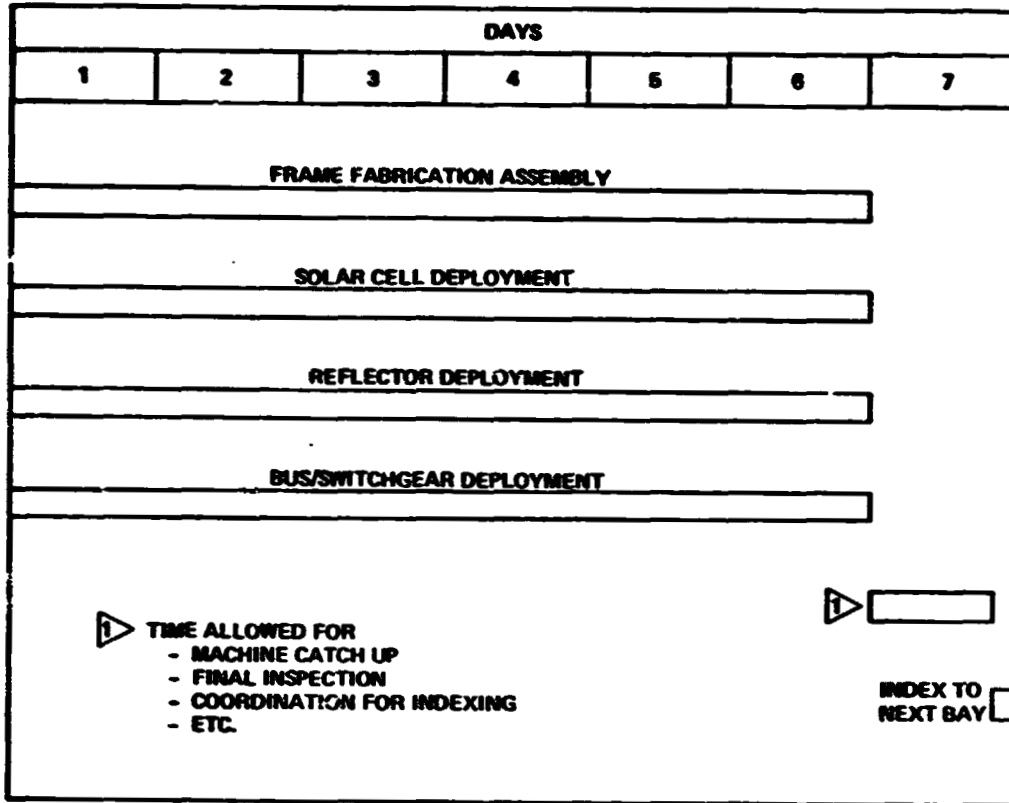 DAYS
1 2 3 4 5 6 7
FRAME FABRICATION ASSEMBLY
SOLAR CELL DEPLOYMENT
REFLECTOR DEPLOYMENT
BUS/SWITCHGEAR DEPLOYMENT
1
1 TIME ALLOWED FOR
- MACHINE CATCH UP
- FINAL INSPECTION
- COORDINATION FOR INDEXING
- ETC.
INDEX TO
NEXT BAY